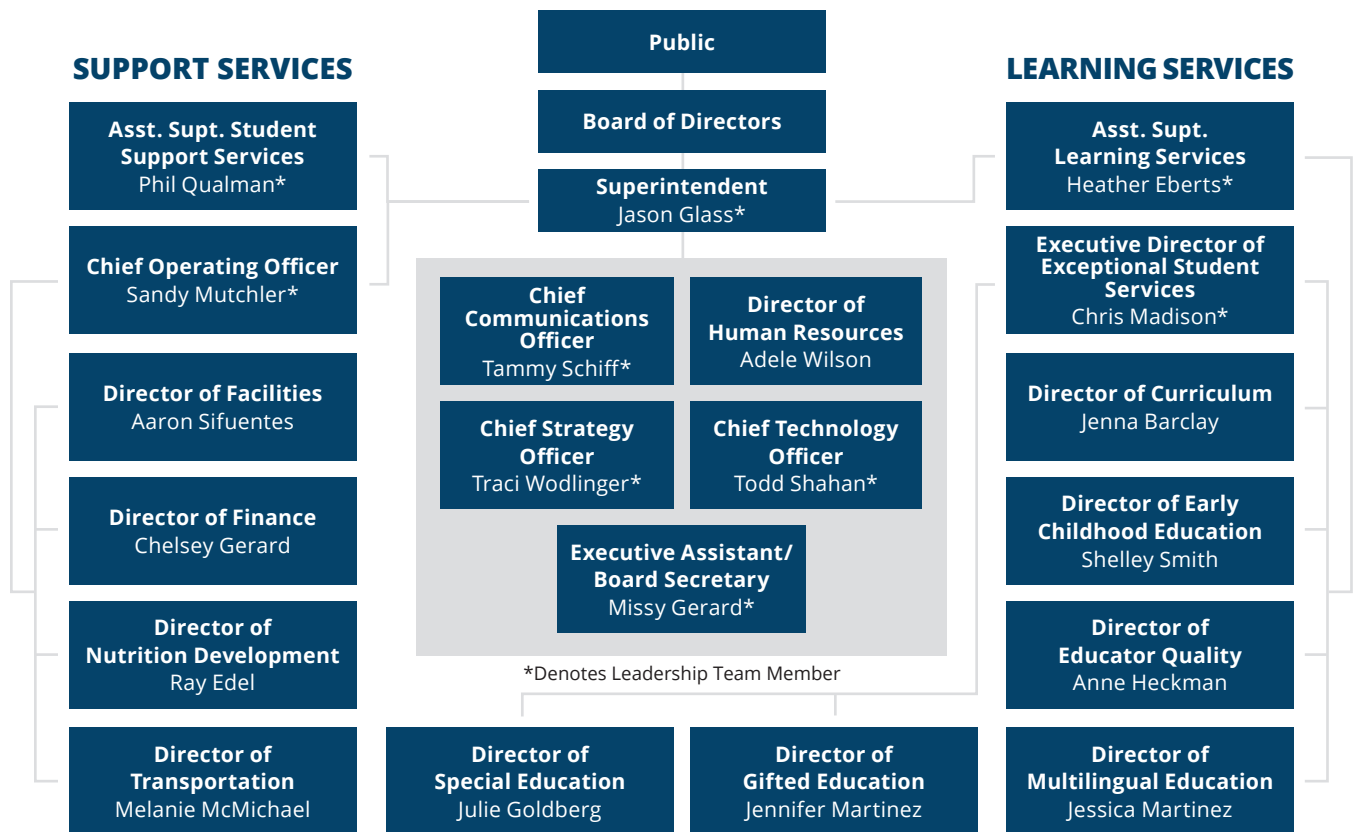 Public
SUPPORT SERVICES
LEARNING SERVICES
Board of Directors
Superintendent
Jason Glass*
Asst. Supt. Student
Support Services
Phil Qualman*
Chief Operating Officer
Sandy Mutchler*
Director of Facilities
Aaron Sifuentes
Director of Finance
Chelsey Gerard
Director of
Nutrition Development
Ray Edel
Director of
Transportation
Melanie McMichael
Chief
Communications
Officer
Tammy Schiff*
Director of
Human Resources
Adele Wilson
Chief Strategy
Officer
Traci Wodlinger*
Chief Technology
Officer
Todd Shahan*
Executive Assistant/
Board Secretary
Missy Gerard*
*Denotes Leadership Team Member
Director of
Special Education
Julie Goldberg
Director of
Gifted Education
Jennifer Martinez
Asst. Supt.
Learning Services
Heather Eberts*
Executive Director of
Exceptional Student
Services
Chris Madison*
Director of Curriculum
Jenna Barclay
Director of Early
Childhood Education
Shelley Smith
Director of
Educator Quality
Anne Heckman
Director of
Multilingual Education
Jessica Martinez